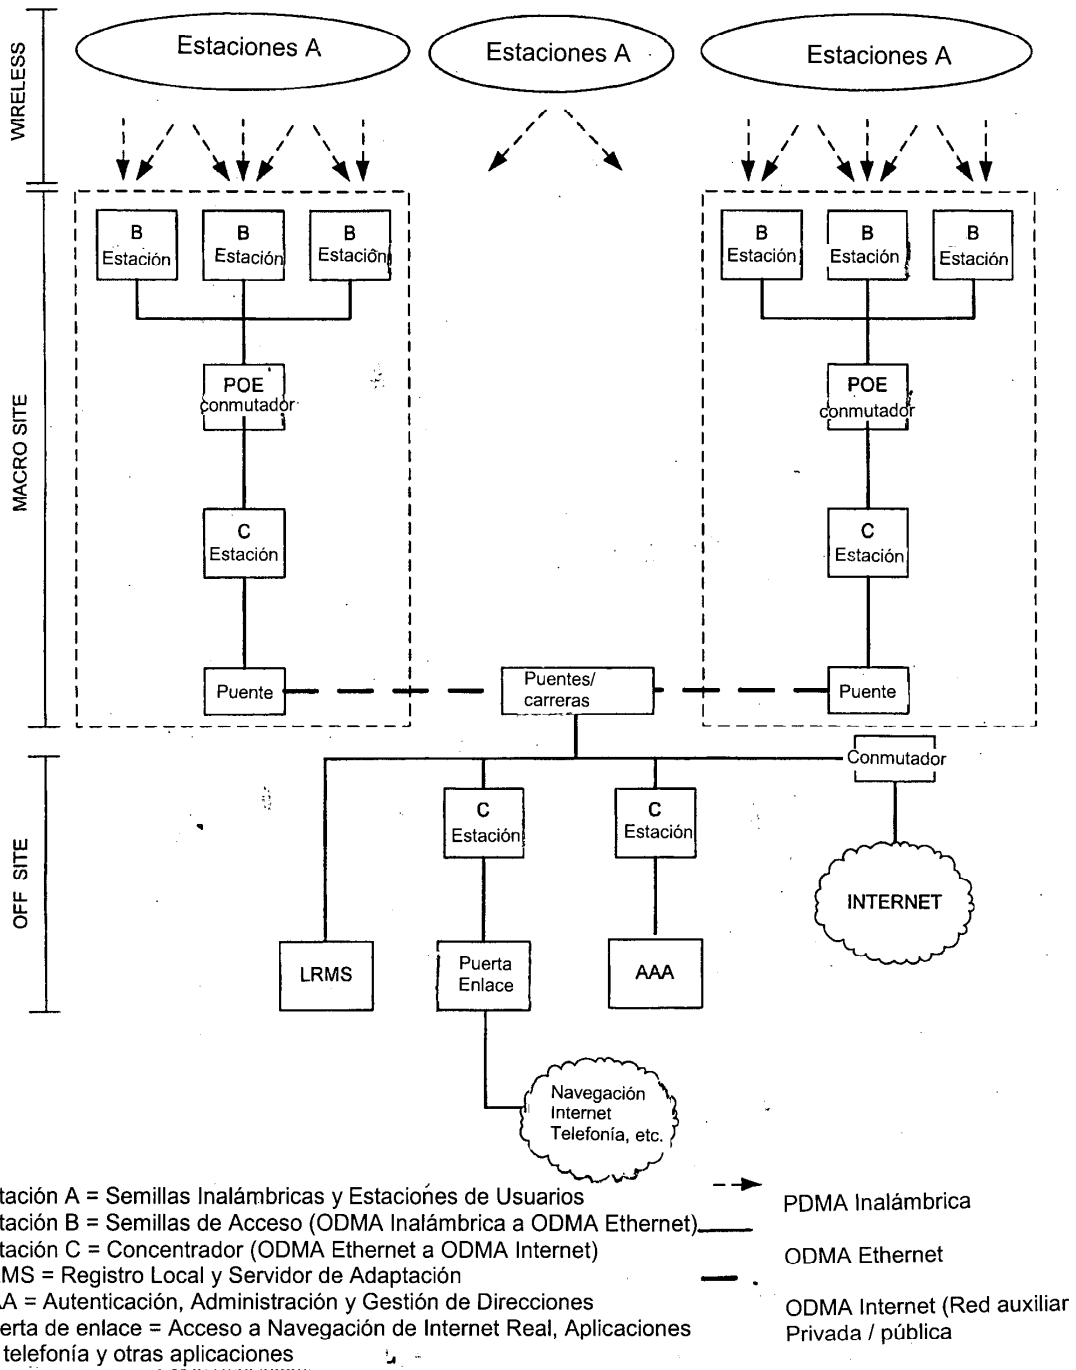 WIRELESS
Estaciones A
Estaciones A
Estaciones A
MACRO SITE
B
Estación
B
Estación
B
Estación
B
Estación
B
Estación
B
Estación
POE
conmutador
POE
conmutador
C
Estación
C
Estación
Puente
Puentes/
carreras
Puente
OFF SITE
Conmutador
C
Estación
C
Estación
INTERNET
LRMS
Puerta
Enlace
AAA
Navegación
Internet
Telefonía, etc.
tación A = Semillas Inalámbricas y Estaciones de Usuarios
tación B = Semillas de Acceso (ODMA Inalámbrica a ODMA Ethernet)
tación C = Concentrador (ODMA Ethernet a ODMA Internet)
MS = Registro Local y Servidor de Adaptación
A = Autenticación, Administración y Gestión de Direcciones
erta de enlace = Acceso a Navegación de Internet Real, Aplicaciones
telefonía y otras aplicaciones
PDMA Inalámbrica
ODMA Ethernet
ODMA Internet (Red auxiliar
Privada / pública